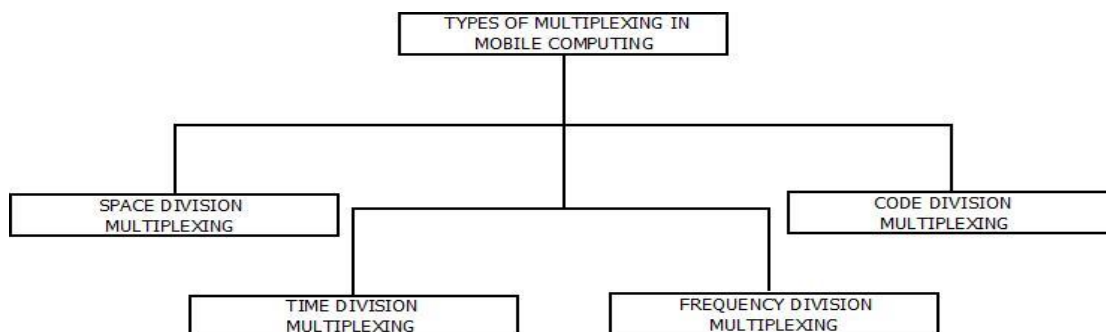 TYPES OF MULTIPLEXING IN
MOBILE COMPUTING
SPACE DIVISION
MULTIPLEXING
CODE DIVISION
MULTIPLEXING
TIME DIVISION
MULTIPLEXING
FREQUENCY DIVISION
MULTIPLEXING